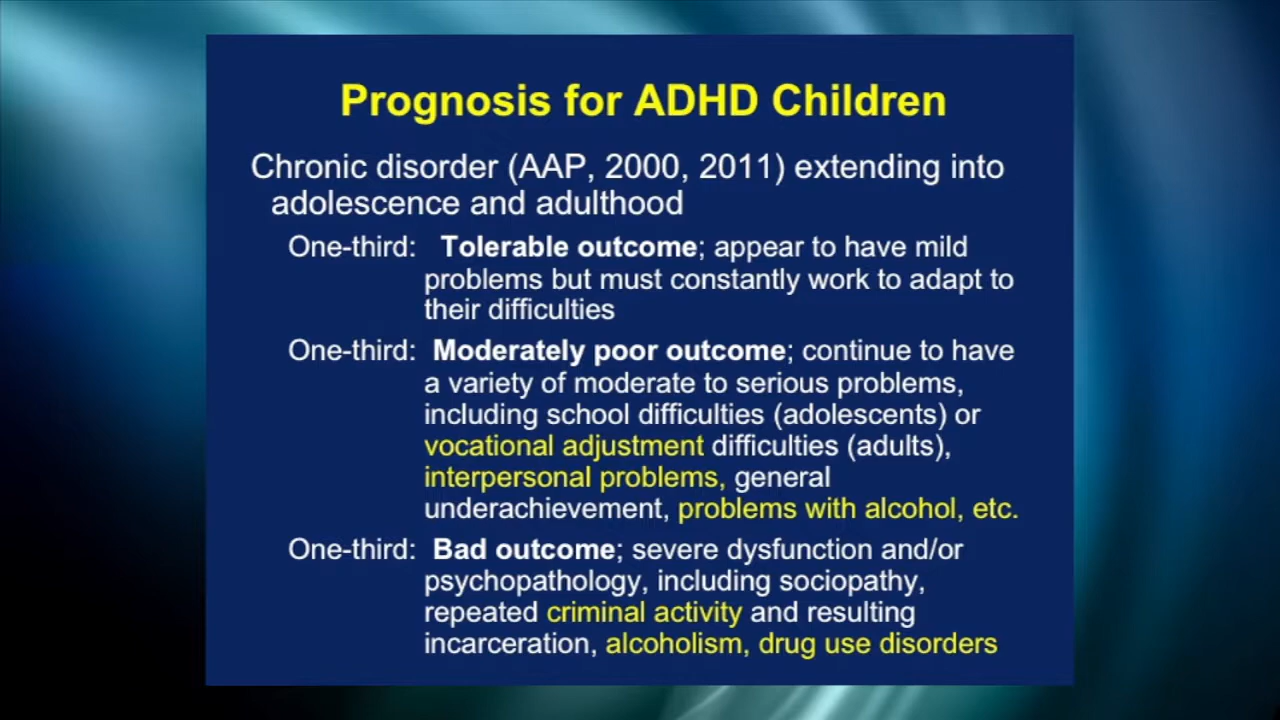 Prognosis for ADHD Children
Chronic disorder (AAP, 2000, 2011) extending into
adolescence and adulthood
One-third: Tolerable outcome; appear to have mild
problems but must constantly work to adapt to
their difficulties
One-third: Moderately poor outcome; continue to have
a variety of moderate to serious problems,
including school difficulties (adolescents) or
vocational adjustment difficulties (adults),
interpersonal problems, general
underachievement, problems with alcohol, etc.
One-third: Bad outcome; severe dysfunction and/or
psychopathology, including sociopathy,
repeated criminal activity and resulting
incarceration, alcoholism, drug use disorders